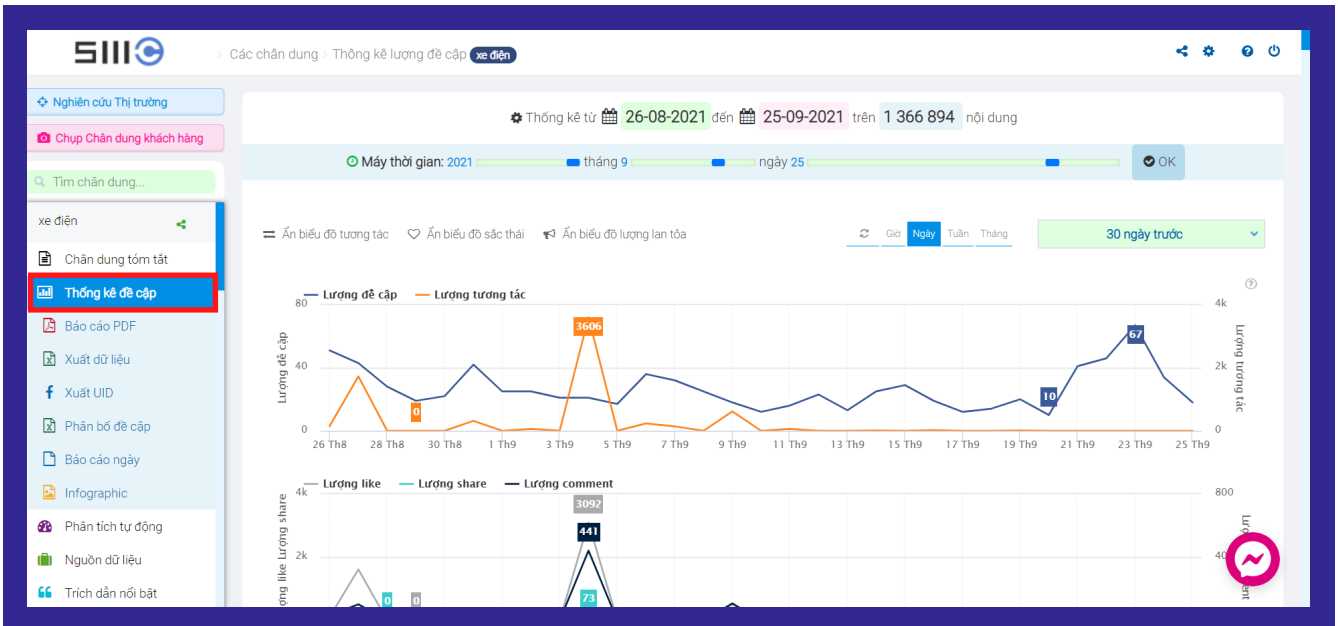 SMCC
> Các chân dung > Thống kê lượng đề cập xe điện
Nghiên cứu Thị trường
Chụp Chân dung khách hàng
Tìm chân dung...
xe điện
Chân dung tóm tắt
Thống kê đề cập
Báo cáo PDF
Xuất dữ liệu
Xuất UID
Phân bố đề cập
Báo cáo ngày
Infographic
Phân tích tự động
Nguồn dữ liệu
Trích dẫn nổi bật
Thống kê từ 26-08-2021 đến 25-09-2021 trên 1 366 894 nội dung
Máy thời gian: 2021 tháng 9 ngày 25 OK
Ẩn biểu đồ tương tác Ẩn biểu đồ sắc thái Ẩn biểu đồ lượng lan tỏa
Giờ Ngày Tuần Tháng
30 ngày trước
Lượng đề cập Lượng tương tác
80 4k
3606
67
Lượng đề cập
Lượng tương tác
40 2k
10
0
0 0
26 Th8 28 Th8 30 Th8 1 Th9 3 Th9 5 Th9 7 Th9 9 Th9 11 Th9 13 Th9 15 Th9 17 Th9 19 Th9 21 Th9 23 Th9 25 Th9
Lượng like Lượng share Lượng comment
4k 800
3092
441
2k
like Lượng share
0 0 73